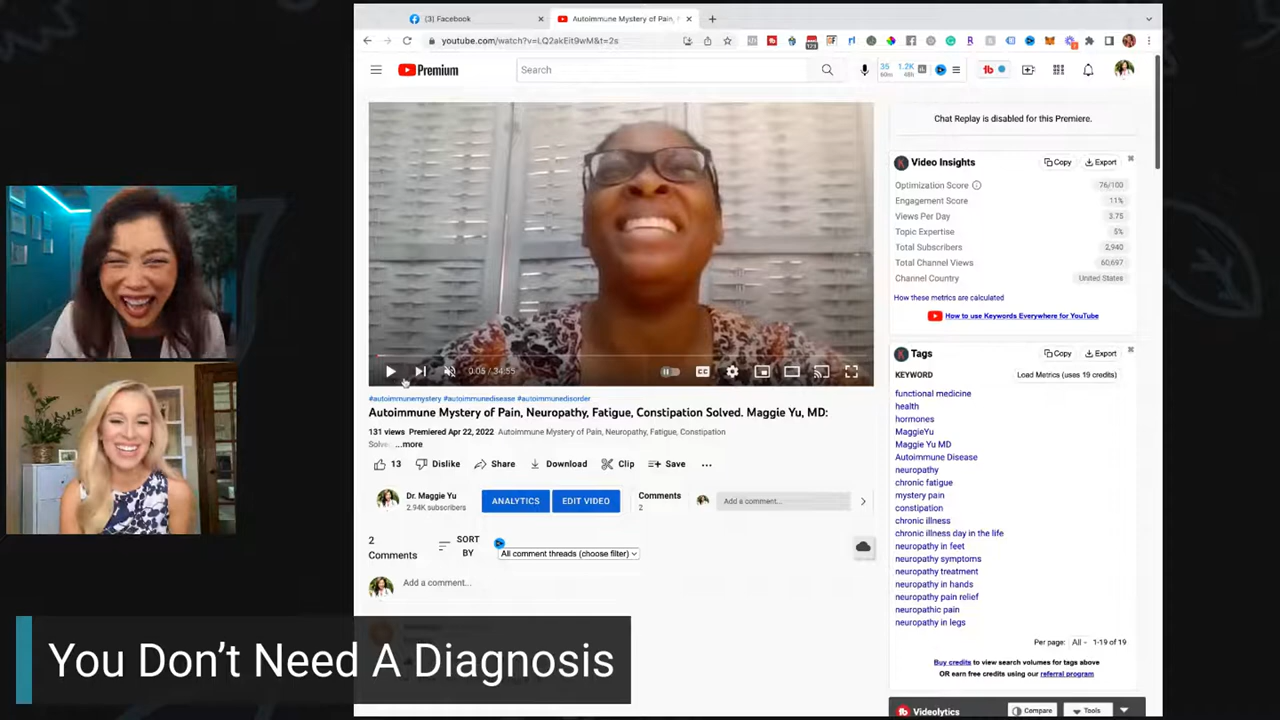 (3) Facebook
Autoimmune Mystery of Pain,
youtube.com/watch?v=LQ2akEit9wM&t=2s
Premium
Search
35
60m
1.2K
48h
tb
Chat Replay is disabled for this Premiere.
Video Insights
Copy
Export
Optimization Score
76/100
Engagement Score
11%
Views Per Day
3.75
Topic Expertise
5%
Total Subscribers
2,940
Total Channel Views
60,697
Channel Country
United States
How these metrics are calculated
How to use Keywords Everywhere for YouTube
0:05 / 34:55
CC
#autoimmunemystery #autoimmunedisease #autoimmunedisorder
Autoimmune Mystery of Pain, Neuropathy, Fatigue, Constipation Solved. Maggie Yu, MD:
131 views Premiered Apr 22, 2022 Autoimmune Mystery of Pain, Neuropathy, Fatigue, Constipation
...more
13
Dislike
Share
Download
Clip
Save
Dr. Maggie Yu
2.94K subscribers
ANALYTICS
EDIT VIDEO
Comments
2
Add a comment...
2
Comments
SORT
BY
All comment threads (choose filter)
Add a comment...
Tags
Copy
Export
KEYWORD
Load Metrics (uses 19 credits)
functional medicine
health
hormones
MaggieYu
Maggie Yu MD
Autoimmune Disease
neuropathy
chronic fatigue
mystery pain
constipation
chronic illness
chronic illness day in the life
neuropathy in feet
neuropathy symptoms
neuropathy treatment
neuropathy in hands
neuropathy pain relief
neuropathic pain
neuropathy in legs
Per page: All
1-19 of 19
Buy credits to view search volumes for tags above
OR earn free credits using our referral program
tb Videolytics
Compare
Tools
You Don't Need A Diagnosis